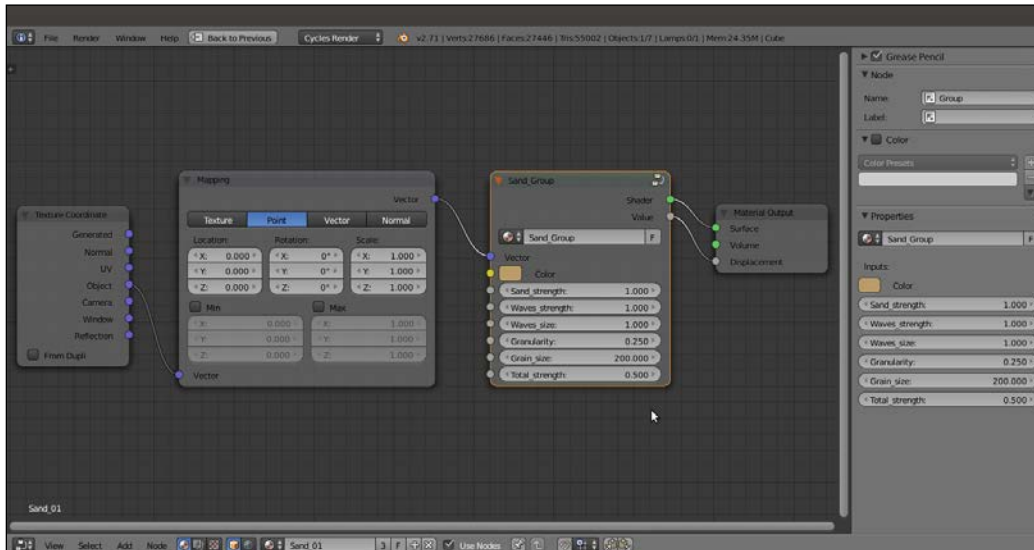 File Render Window Help Back to Previous Cycles Render v2.71 | Verts:27686 | Faces:27446 | Tris:55002 | Objects:1/7 | Lamps:0/1 | Mem:24.35M | Cube
Texture Coordinate
Generated
Normal
UV
Object
Camera
Window
Reflection
From Dupli
Mapping
Vector
Texture Point Vector Normal
Location: Rotation: Scale:
X: 0.000 X: 0° X: 1.000
Y: 0.000 Y: 0° Y: 1.000
Z: 0.000 Z: 0° Z: 1.000
Min Max
X: 0.000 X: 1.000
Y: 0.000 Y: 1.000
Z: 0.000 Z: 1.000
Vector
Sand_Group
Shader
Value
Sand_Group F
Vector
Color
Sand_strength: 1.000
Waves_strength: 1.000
Waves_size: 1.000
Granularity: 0.250
Grain_size: 200.000
Total_strength: 0.500
Material Output
Surface
Volume
Displacement
Grease Pencil
Node
Name: Group
Label:
Color
Color Presets
Properties
Sand_Group F
Inputs:
Color
Sand_strength: 1.000
Waves_strength: 1.000
Waves_size: 1.000
Granularity: 0.250
Grain_size: 200.000
Total_strength: 0.500
Sand_01
View Select Add Node Sand_01 3 F Use Nodes